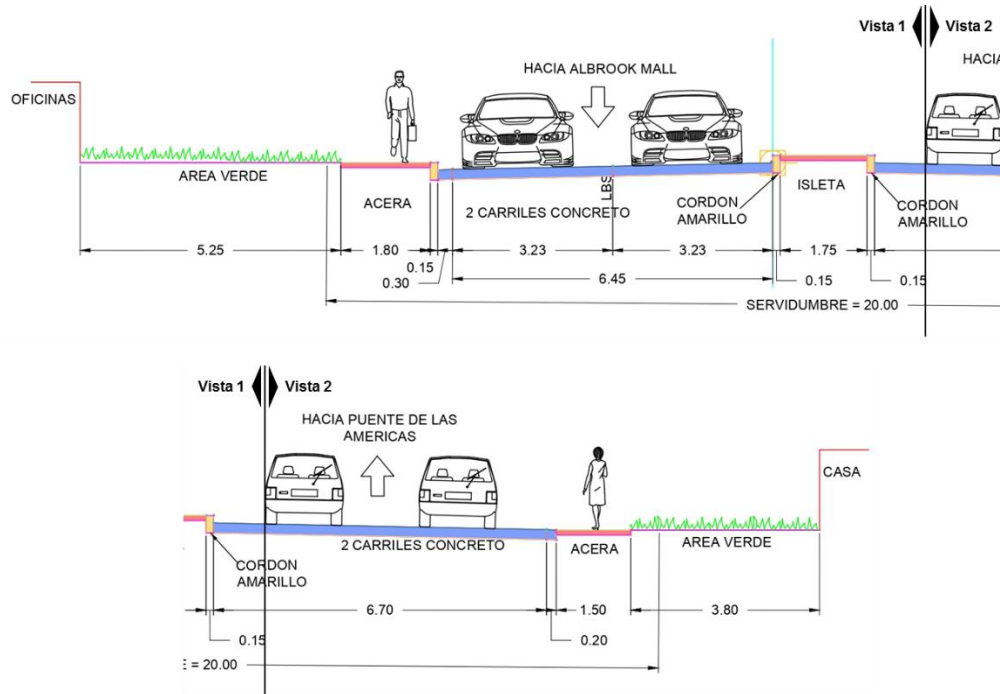 Vista 1 Vista 2
HACIA
HACIA ALBROOK MALL
OFICINAS
AREA VERDE
ACERA
LBS
2 CARRILES CONCRETO
CORDON
AMARILLO
ISLETA
CORDON
AMARILLO
5.25
1.80
0.15
0.30
3.23
3.23
6.45
1.75
0.15
0.15
SERVIDUMBRE = 20.00
Vista 1 Vista 2
HACIA PUENTE DE LAS
AMERICAS
CASA
2 CARRILES CONCRETO
ACERA
AREA VERDE
CORDON
AMARILLO
6.70
1.50
3.80
0.15
0.20
E = 20.00